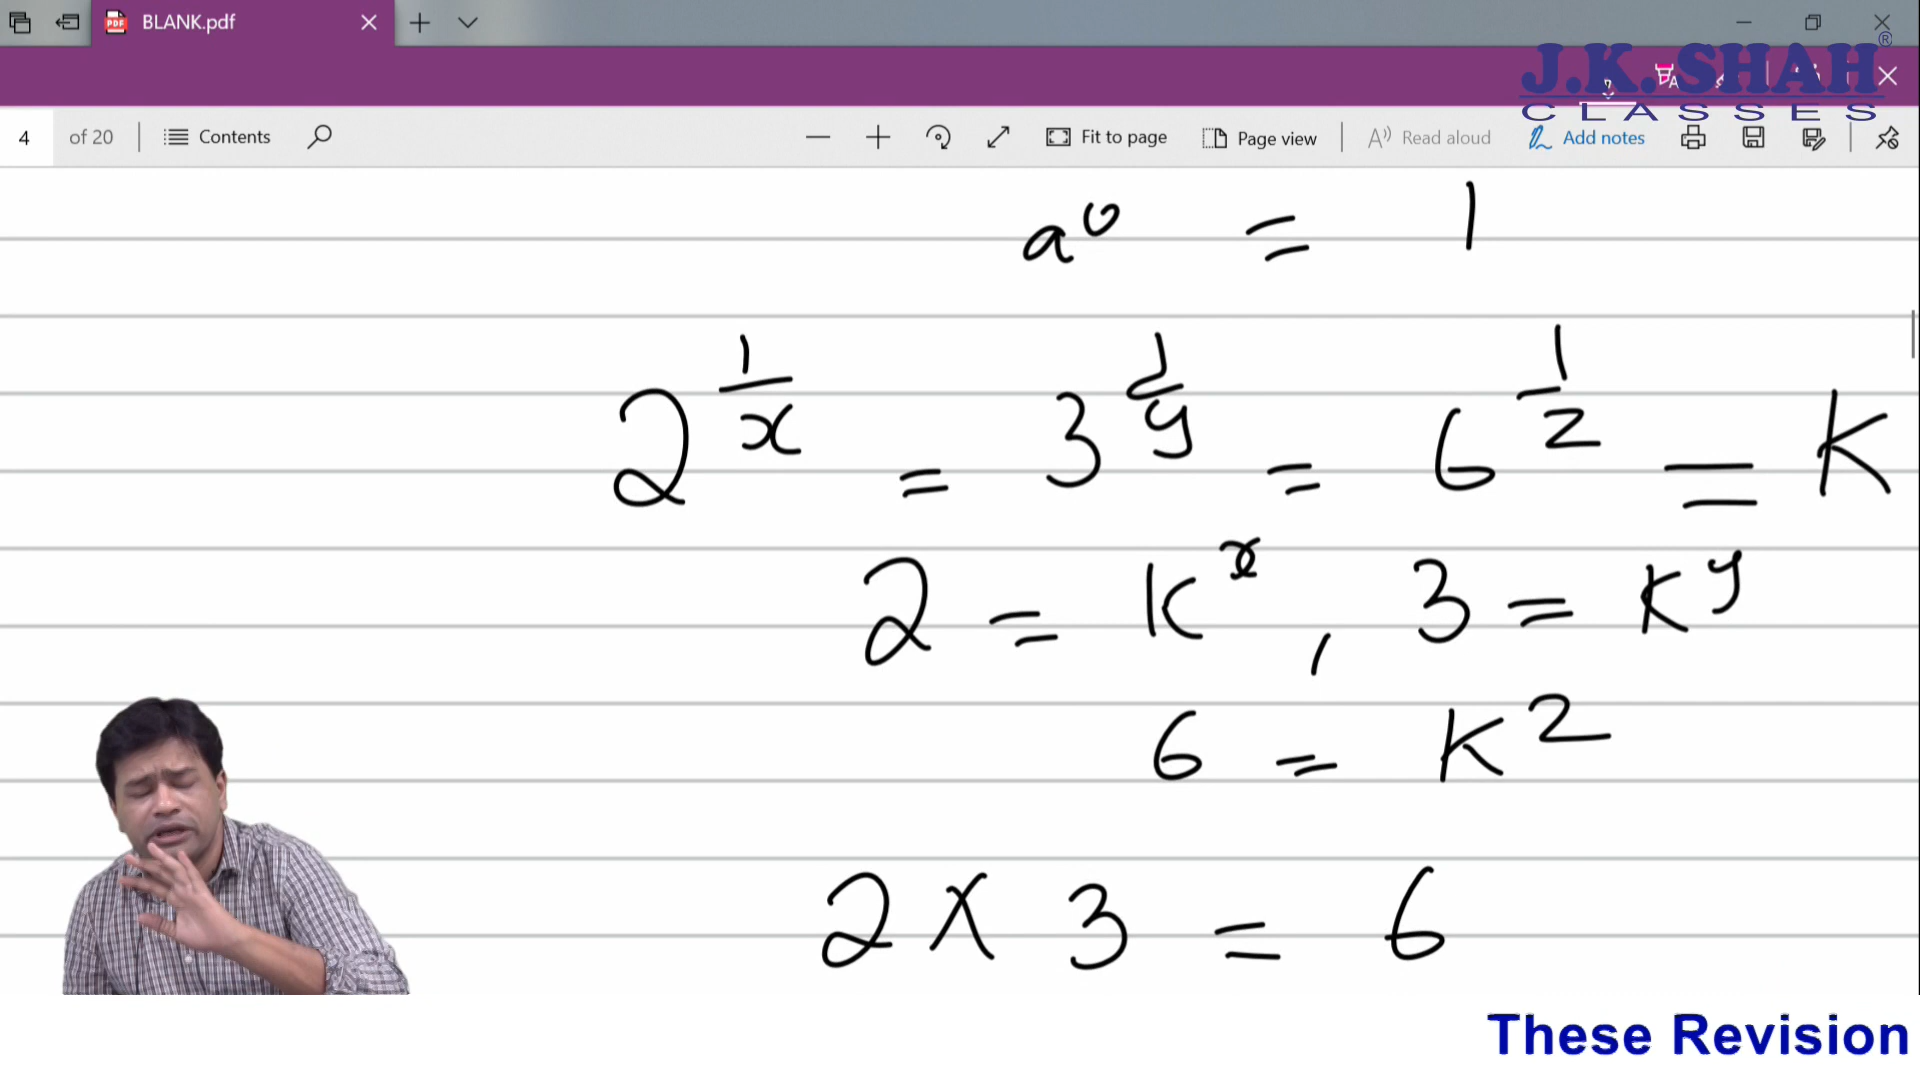 BLANK.pdf
J.K.SHAH®
CLASSES
4 of 20 Contents Fit to page Page view Read aloud Add notes
a⁰ = 1
2^(1/x) = 3^(1/y) = 6^(1/z) = K
2 = K^x, 3 = K^y
6 = K^z
2 × 3 = 6
These Revision